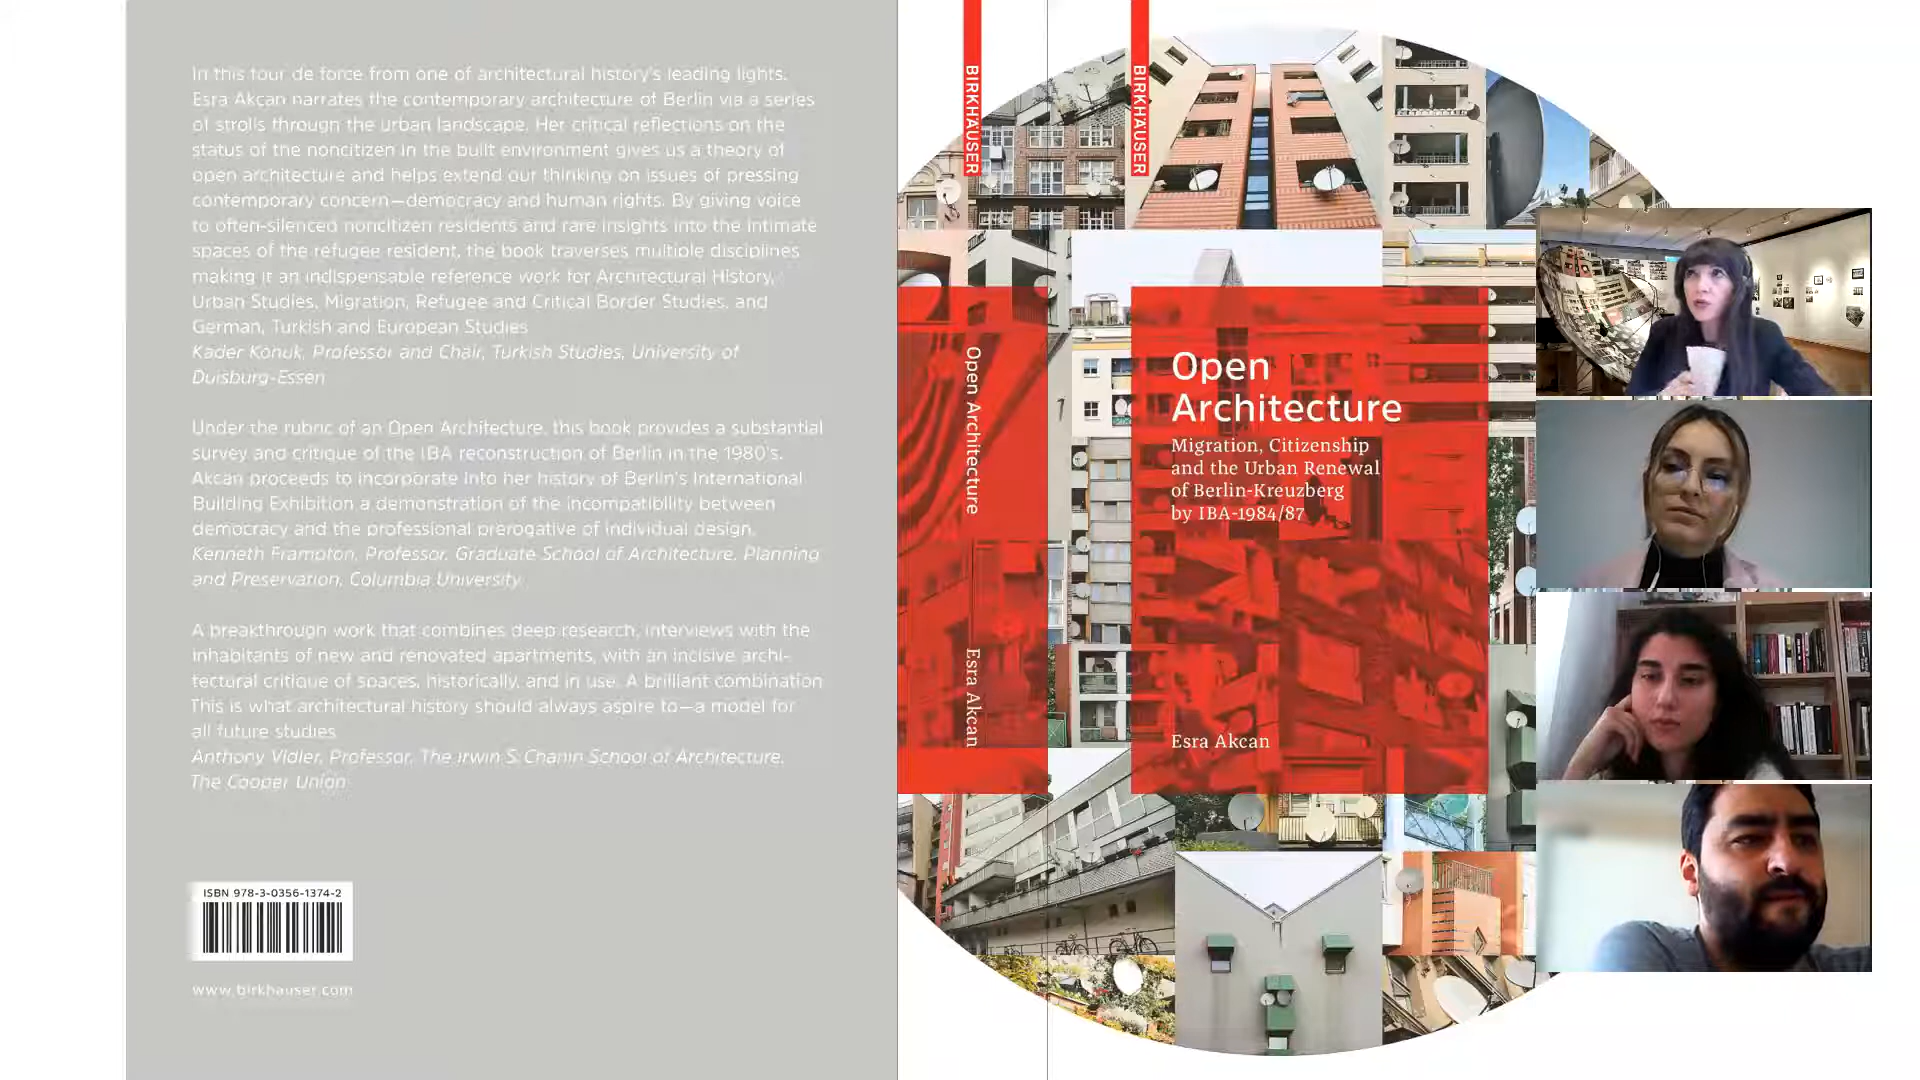 In this tour de force from one of architectural history's leading lights,
Esra Akcan narrates the contemporary architecture of Berlin via a series
of strolls through the urban landscape. Her critical reflections on the
status of the noncitizen in the built environment gives us a theory of
open architecture and helps extend our thinking on issues of pressing
contemporary concern—democracy and human rights. By giving voice
to often-silenced noncitizen residents and rare insights into the intimate
spaces of the refugee resident, the book traverses multiple disciplines
making it an indispensable reference work for Architectural History,
Urban Studies, Migration, Refugee and Critical Border Studies, and
German, Turkish and European Studies
Kader Konuk, Professor and Chair, Turkish Studies, University of
Duisburg-Essen
Under the rubric of an Open Architecture, this book provides a substantial
survey and critique of the IBA reconstruction of Berlin in the 1980's.
Akcan proceeds to incorporate into her history of Berlin's International
Building Exhibition a demonstration of the incompatibility between
democracy and the professional prerogative of individual design.
Kenneth Frampton, Professor, Graduate School of Architecture, Planning
and Preservation, Columbia University
A breakthrough work that combines deep research, interviews with the
inhabitants of new and renovated apartments, with an incisive archi-
tectural critique of spaces, historically, and in use. A brilliant combination
This is what architectural history should always aspire to—a model for
all future studies
Anthony Vidler, Professor, The Irwin S. Chanin School of Architecture,
The Cooper Union
ISBN 978-3-0356-1374-2
www.birkhauser.com
BIRKHÄUSER
Open Architecture
Esra Akcan
BIRKHÄUSER
Open
Architecture
Migration, Citizenship
and the Urban Renewal
of Berlin-Kreuzberg
by IBA-1984/87
Esra Akcan